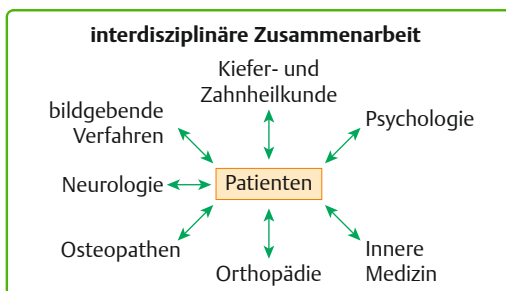 interdisziplinäre Zusammenarbeit
Kiefer- und
Zahnheilkunde
bildgebende
Verfahren
Psychologie
Neurologie
Patienten
Osteopathen
Orthopädie
Innere
Medizin